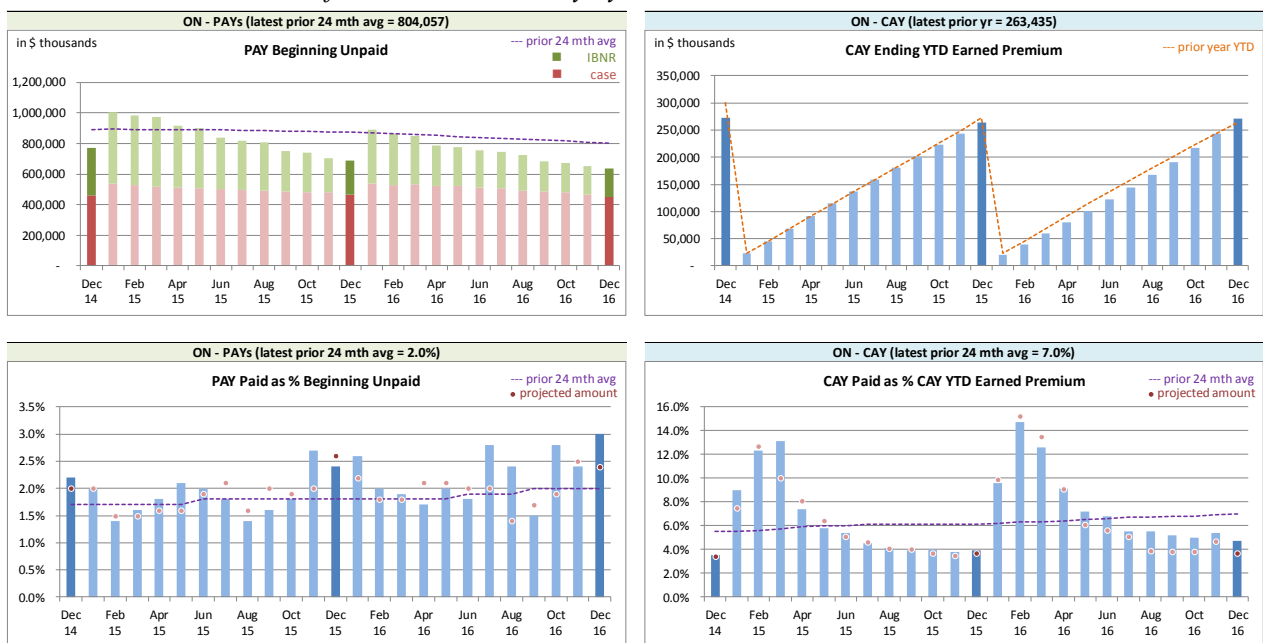 ON - PAYs (latest prior 24 mth avg = 804,057)
in $ thousands
PAY Beginning Unpaid
--- prior 24 mth avg
IBNR
case
1,200,000
1,000,000
800,000
600,000
400,000
200,000
-
Dec 14 Feb 15 Apr 15 Jun 15 Aug 15 Oct 15 Dec 15 Feb 16 Apr 16 Jun 16 Aug 16 Oct 16 Dec 16
ON - CAY (latest prior yr = 263,435)
in $ thousands
CAY Ending YTD Earned Premium
--- prior year YTD
350,000
300,000
250,000
200,000
150,000
100,000
50,000
-
Dec 14 Feb 15 Apr 15 Jun 15 Aug 15 Oct 15 Dec 15 Feb 16 Apr 16 Jun 16 Aug 16 Oct 16 Dec 16
ON - PAYs (latest prior 24 mth avg = 2.0%)
PAY Paid as % Beginning Unpaid
--- prior 24 mth avg
• projected amount
3.5%
3.0%
2.5%
2.0%
1.5%
1.0%
0.5%
0.0%
Dec 14 Feb 15 Apr 15 Jun 15 Aug 15 Oct 15 Dec 15 Feb 16 Apr 16 Jun 16 Aug 16 Oct 16 Dec 16
ON - CAY (latest prior 24 mth avg = 7.0%)
CAY Paid as % CAY YTD Earned Premium
--- prior 24 mth avg
• projected amount
16.0%
14.0%
12.0%
10.0%
8.0%
6.0%
4.0%
2.0%
0.0%
Dec 14 Feb 15 Apr 15 Jun 15 Aug 15 Oct 15 Dec 15 Feb 16 Apr 16 Jun 16 Aug 16 Oct 16 Dec 16